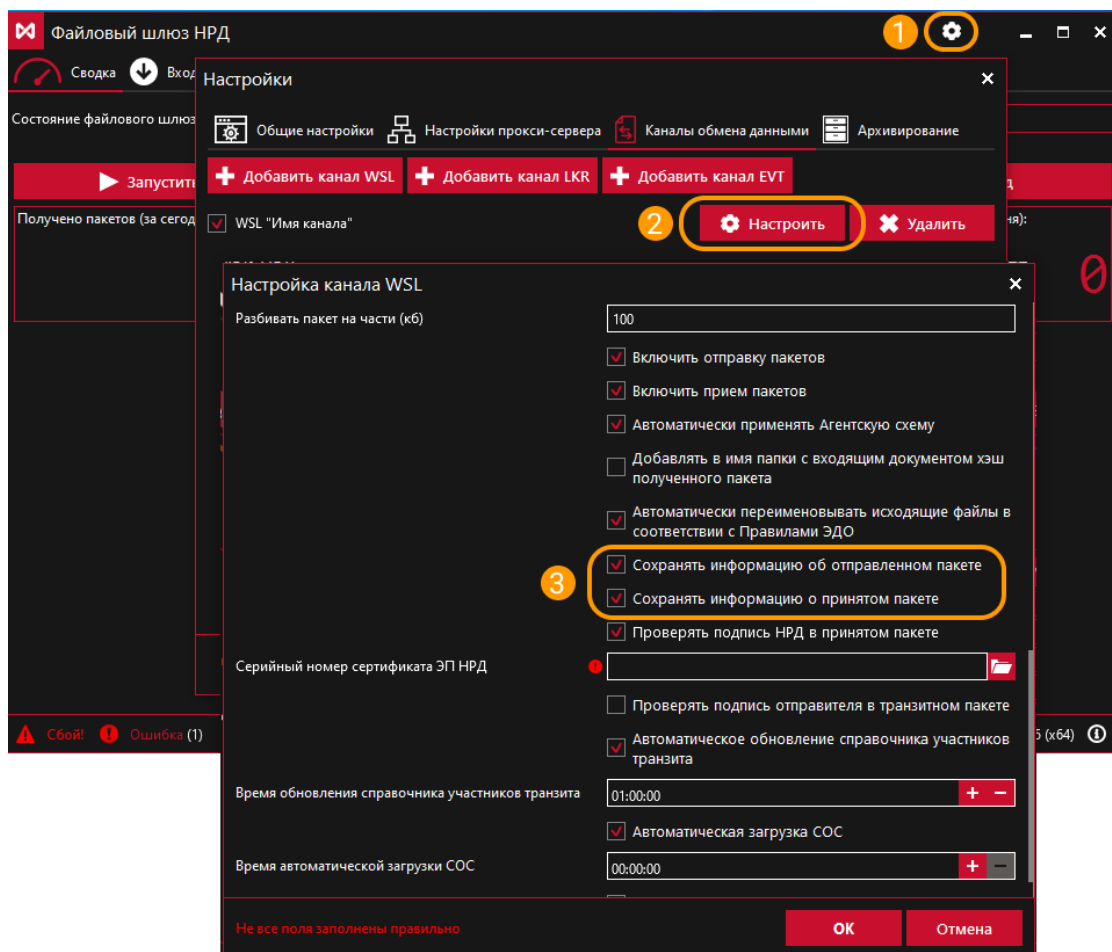 Файловый шлюз НРД
1
Сводка
Вход
Настройки
Состояние файлового шлюз
Общие настройки
Настройки прокси-сервера
Каналы обмена данными
Архивирование
Запустить
Добавить канал WSL
Добавить канал LKR
Добавить канал EVT
Получено пакетов (за сегод
WSL "Имя канала"
2
Настроить
Удалить
ня):
0
Настройка канала WSL
Разбивать пакет на части (кб)
100
Включить отправку пакетов
Включить прием пакетов
Автоматически применять Агентскую схему
Добавлять в имя папки с входящим документом хэш
полученного пакета
Автоматически переименовывать исходящие файлы в
соответствии с Правилами ЭДО
3
Сохранять информацию об отправленном пакете
Сохранять информацию о принятом пакете
Проверять подпись НРД в принятом пакете
Серийный номер сертификата ЭП НРД
Проверять подпись отправителя в транзитном пакете
Сбой!
Ошибка (1)
(x64)
Автоматическое обновление справочника участников
транзита
Время обновления справочника участников транзита
01:00:00
Автоматическая загрузка СОС
Время автоматической загрузки СОС
00:00:00
Не все поля заполнены правильно
ОК
Отмена